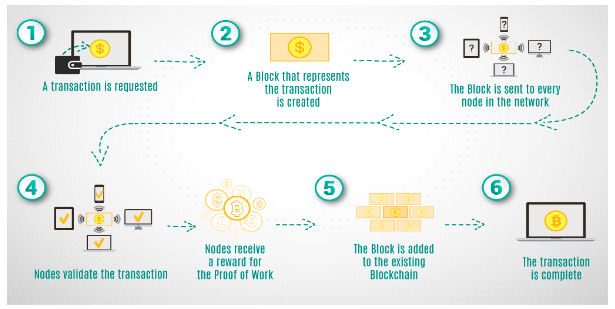 1
A transaction is requested
2
A Block that represents
the transaction
is created
3
? ? ? ?
The Block is sent to every
node in the network
4
Nodes validate the transaction
Nodes receive
a reward for
the Proof of Work
5
The Block is added
to the existing
Blockchain
6
The transaction
is complete